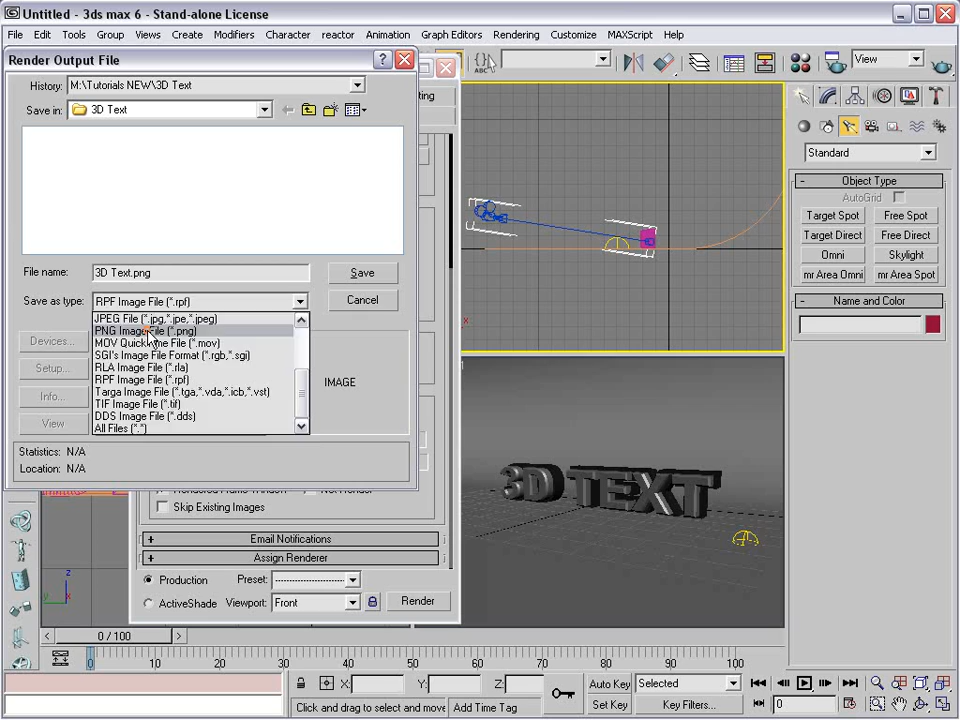 Untitled - 3ds max 6 - Stand-alone License
File Edit Tools Group Views Create Modifiers Character reactor Animation Graph Editors Rendering Customize MAXScript Help
Render Output File
ABC
View
History: M:\Tutorials NEW\3D Text
ting
Save in: 3D Text
Standard
Object Type
AutoGrid
Target Spot Free Spot
Target Direct Free Direct
Omni Skylight
mr Area Omni mr Area Spot
File name: 3D Text.png
Save
Save as type: RPF Image File (*.rpf)
Cancel
Name and Color
JPEG File (*.jpg,*.jpe,*.jpeg)
PNG Image File (*.png)
MOV QuickTime File (*.mov)
SGI's Image File Format (*.rgb,*.sgi)
RLA Image File (*.rla)
RPF Image File (*.rpf)
Targa Image File (*.tga,*.vda,*.icb,*.vst)
TIF Image File (*.tif)
DDS Image File (*.dds)
All Files (*.*)
Devices...
Setup...
Info...
View
IMAGE
x
Statistics: N/A
Location: N/A
3D TEXT
Skip Existing Images
Email Notifications
Assign Renderer
Production Preset:
ActiveShade Viewport: Front Render
z
y x
0 / 100
0 10 20 30 40 50 60 70 80 90 100
X: Y: Z: Auto Key Selected
Click and drag to select and move Add Time Tag Set Key Key Filters... 0